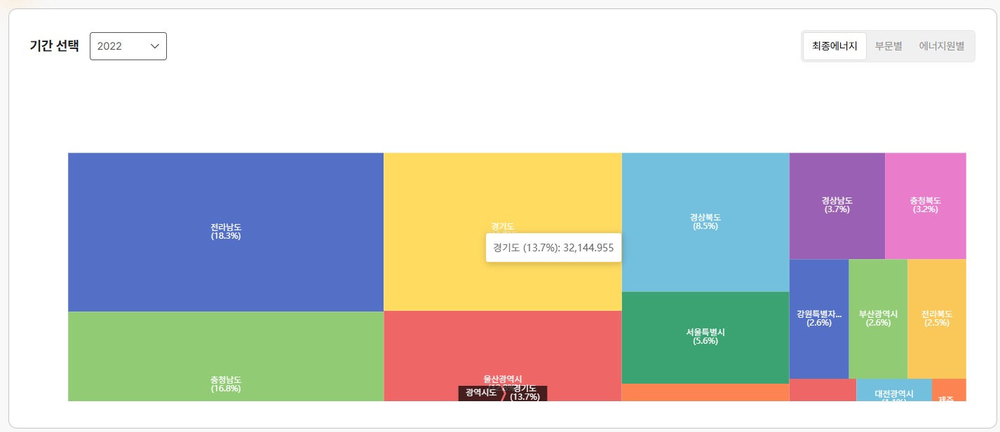 기간 선택
2022
최종에너지
부문별
에너지원별
전라남도
(18.3%)
경기도
경기도 (13.7%): 32,144.955
경상북도
(8.5%)
경상남도
(3.7%)
충청북도
(3.2%)
강원특별자...
(2.6%)
부산광역시
(2.6%)
전라북도
(2.5%)
서울특별시
(5.6%)
충청남도
(16.8%)
울산광역시
광역시도
경기도
(13.7%)
대전광역시
제주